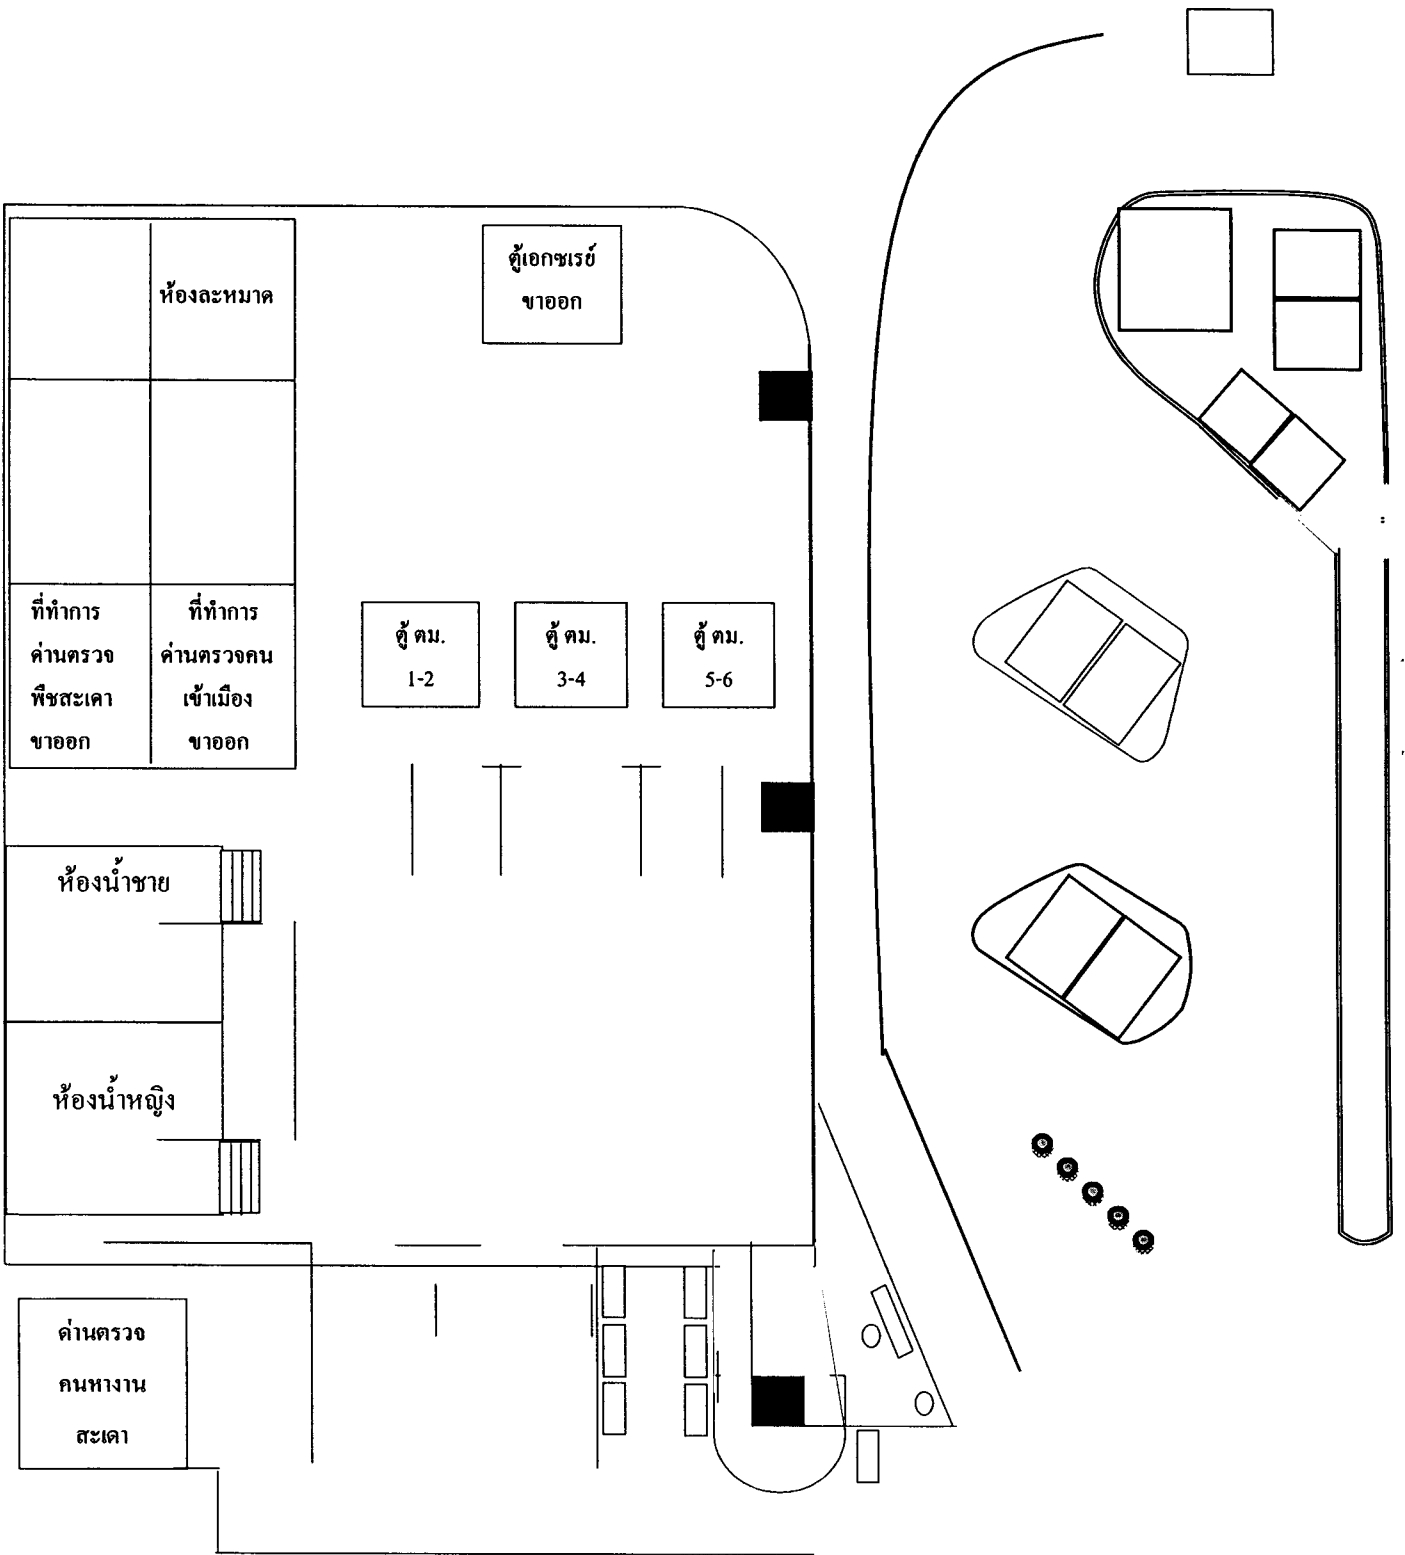 ตู้เอกซเรย์
ขาออก
ห้องละหมาด
ที่ทำการ
ด่านตรวจ
พืชสะเดา
ขาออก
ที่ทำการ
ด่านตรวจคน
เข้าเมือง
ขาออก
ตู้ ตม.
1-2
ตู้ ตม.
3-4
ตู้ ตม.
5-6
ห้องน้ำชาย
ห้องน้ำหญิง
ด่านตรวจ
คนหางาน
สะเดา